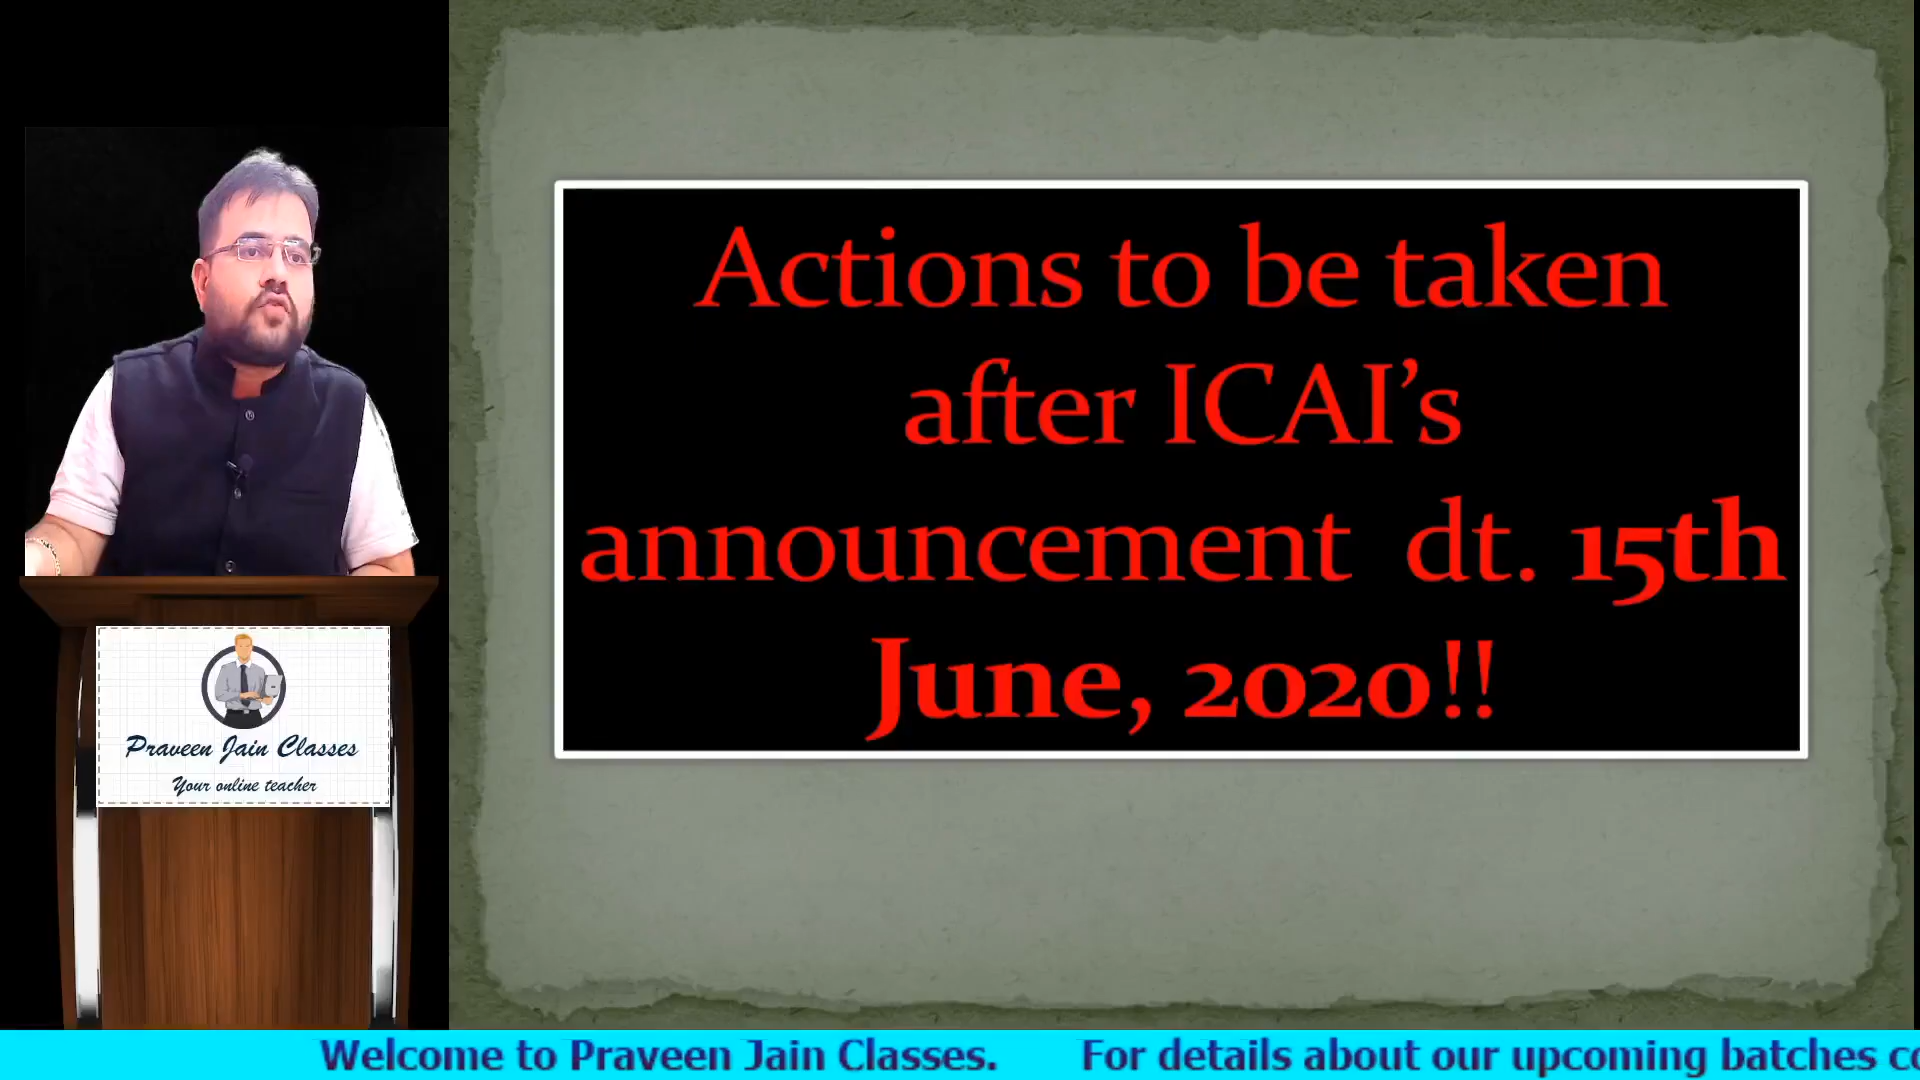 Actions to be taken
after ICAI’s
announcement dt. 15th
June, 2020!!
Praveen Jain Classes
Your online teacher
Welcome to Praveen Jain Classes. For details about our upcoming batches